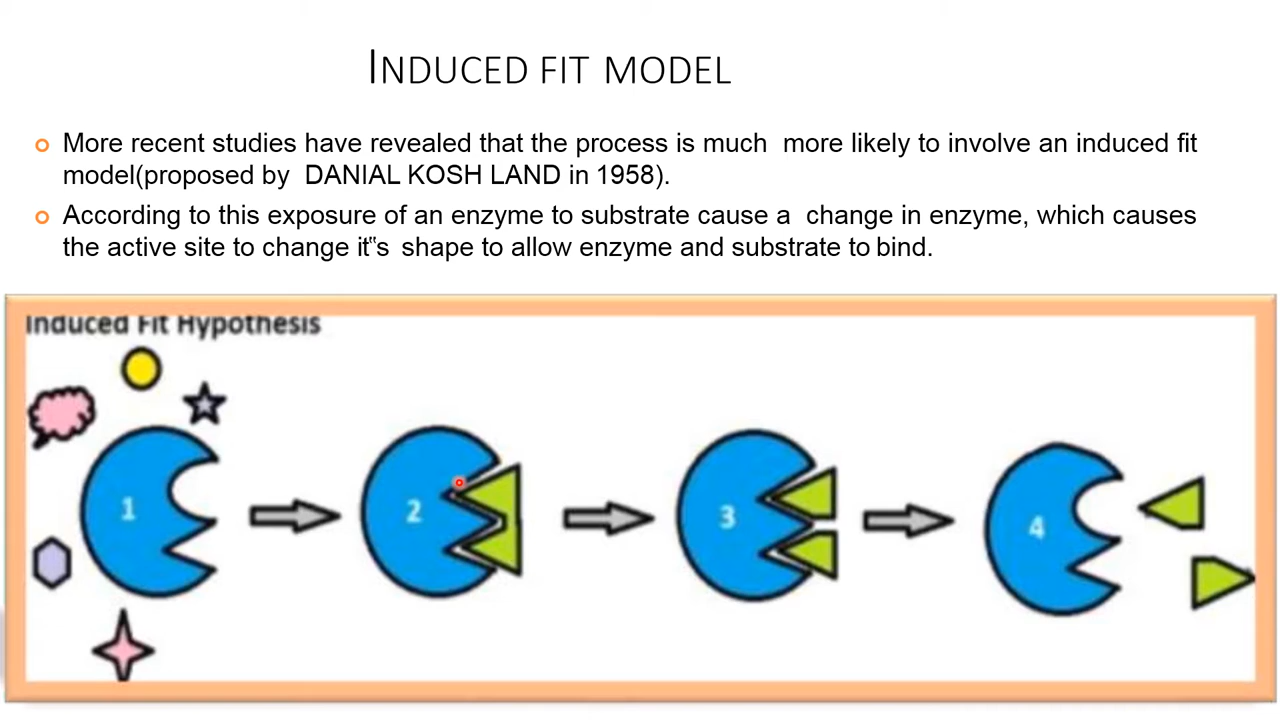 INDUCED FIT MODEL
More recent studies have revealed that the process is much more likely to involve an induced fit
model(proposed by DANIAL KOSH LAND in 1958).
According to this exposure of an enzyme to substrate cause a change in enzyme, which causes
the active site to change it‟s shape to allow enzyme and substrate to bind.
Induced Fit Hypothesis
1 2 3 4